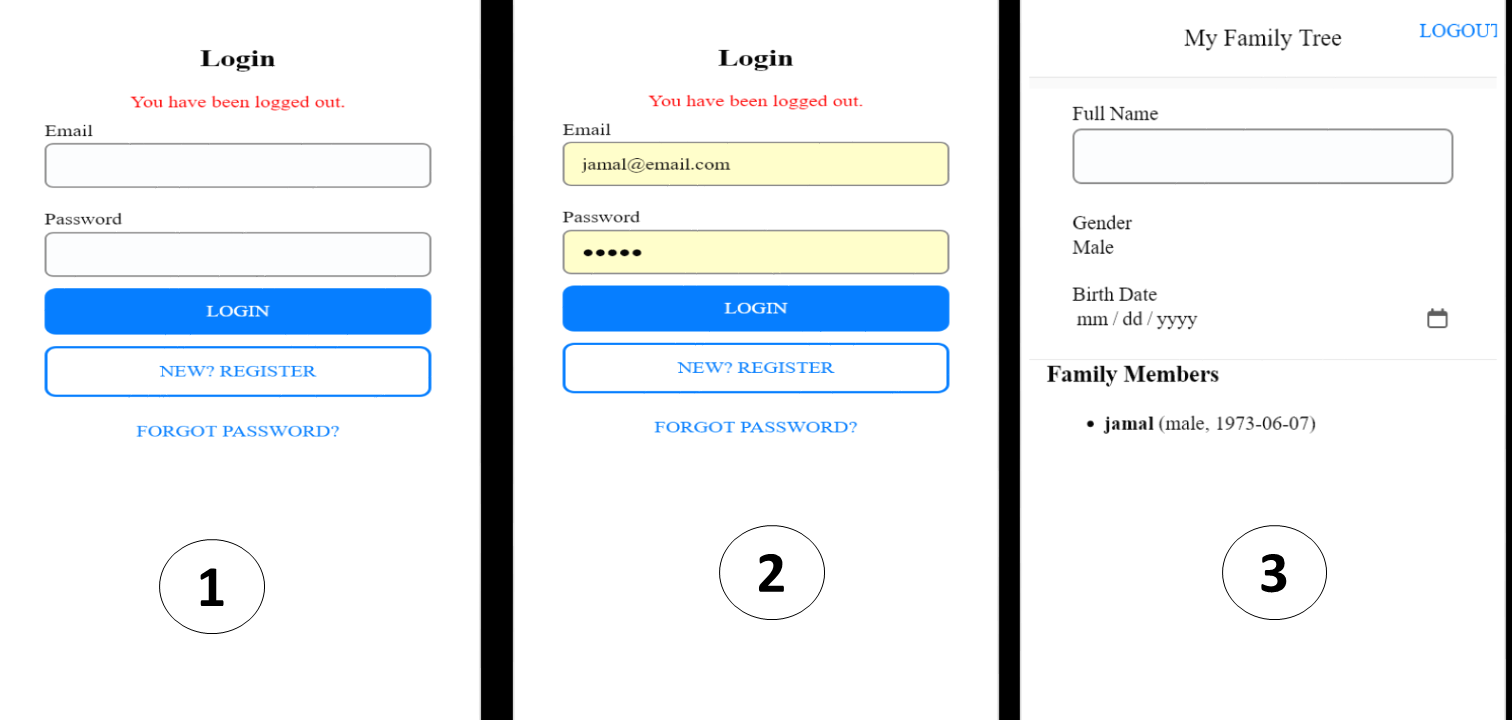 Login
You have been logged out.
Email
Password
LOGIN
NEW? REGISTER
FORGOT PASSWORD?
1
Login
You have been logged out.
Email
jamal@email.com
Password
•••••
LOGIN
NEW? REGISTER
FORGOT PASSWORD?
2
My Family Tree
LOGOUT
Full Name
Gender
Male
Birth Date
mm / dd / yyyy
Family Members
• jamal (male, 1973-06-07)
3